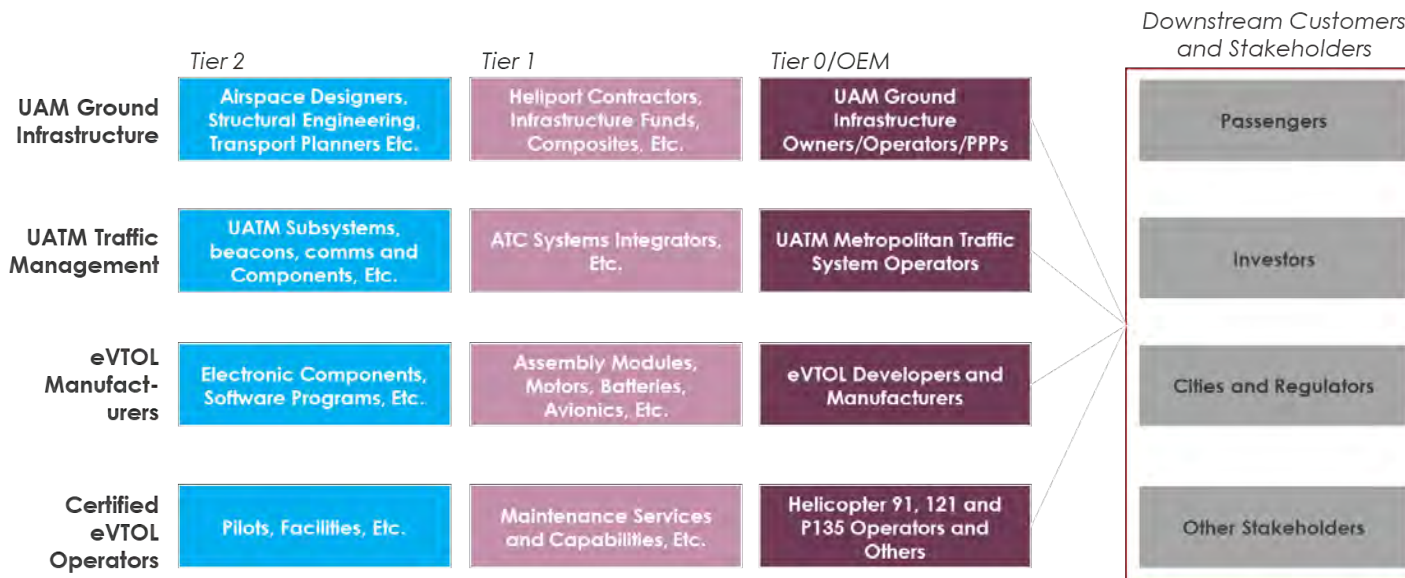 Downstream Customers
and Stakeholders
Tier 2
Tier 1
Tier 0/OEM
UAM Ground
Infrastructure
Airspace Designers,
Structural Engineering,
Transport Planners Etc.
Heliport Contractors,
Infrastructure Funds,
Composites, Etc.
UAM Ground
Infrastructure
Owners/Operators/PPPs
Passengers
UATM Traffic
Management
UATM Subsystems,
beacons, comms and
Components, Etc.
ATC Systems Integrators,
Etc.
UATM Metropolitan Traffic
System Operators
Investors
eVTOL
Manufact-
urers
Electronic Components,
Software Programs, Etc.
Assembly Modules,
Motors, Batteries,
Avionics, Etc.
eVTOL Developers and
Manufacturers
Cities and Regulators
Certified
eVTOL
Operators
Pilots, Facilities, Etc.
Maintenance Services
and Capabilities, Etc.
Helicopter 91, 121 and
P135 Operators and
Others
Other Stakeholders